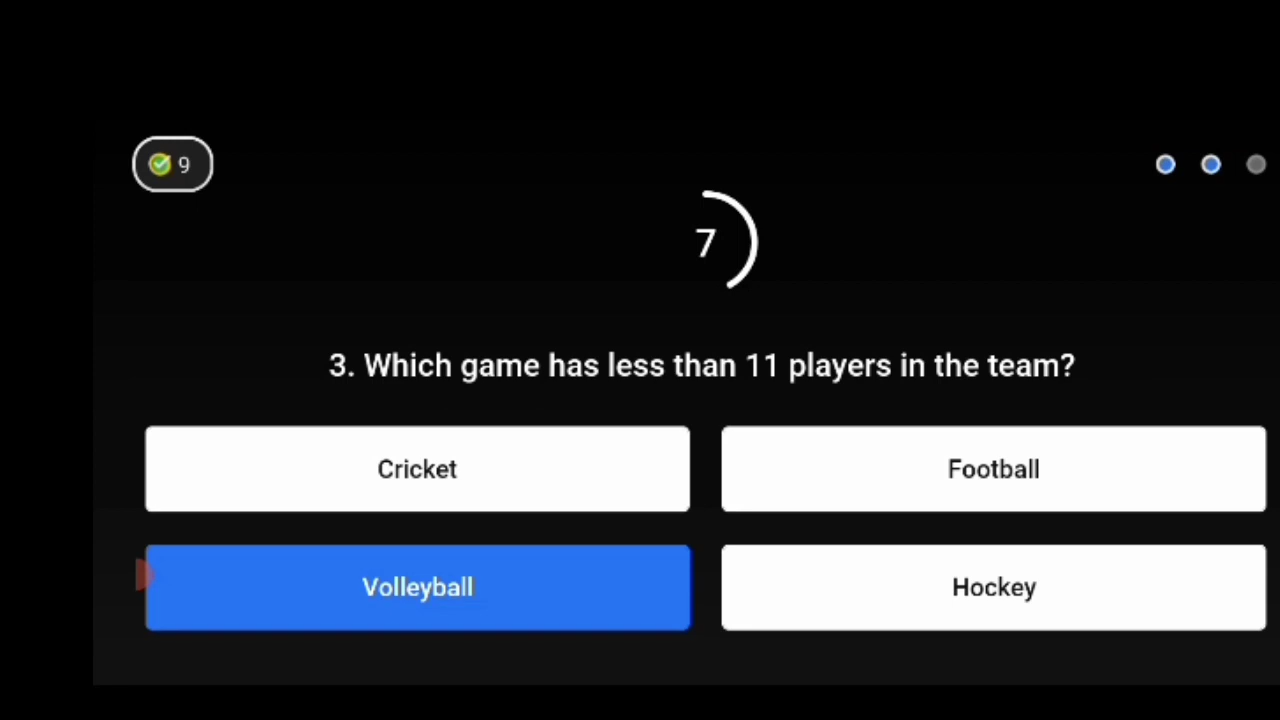 9
7
3. Which game has less than 11 players in the team?
Cricket
Football
Volleyball
Hockey